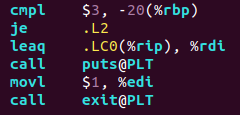 cmpl $3, -20(%rbp)
je .L2
leaq .LC0(%rip), %rdi
call puts@PLT
movl $1, %edi
call exit@PLT